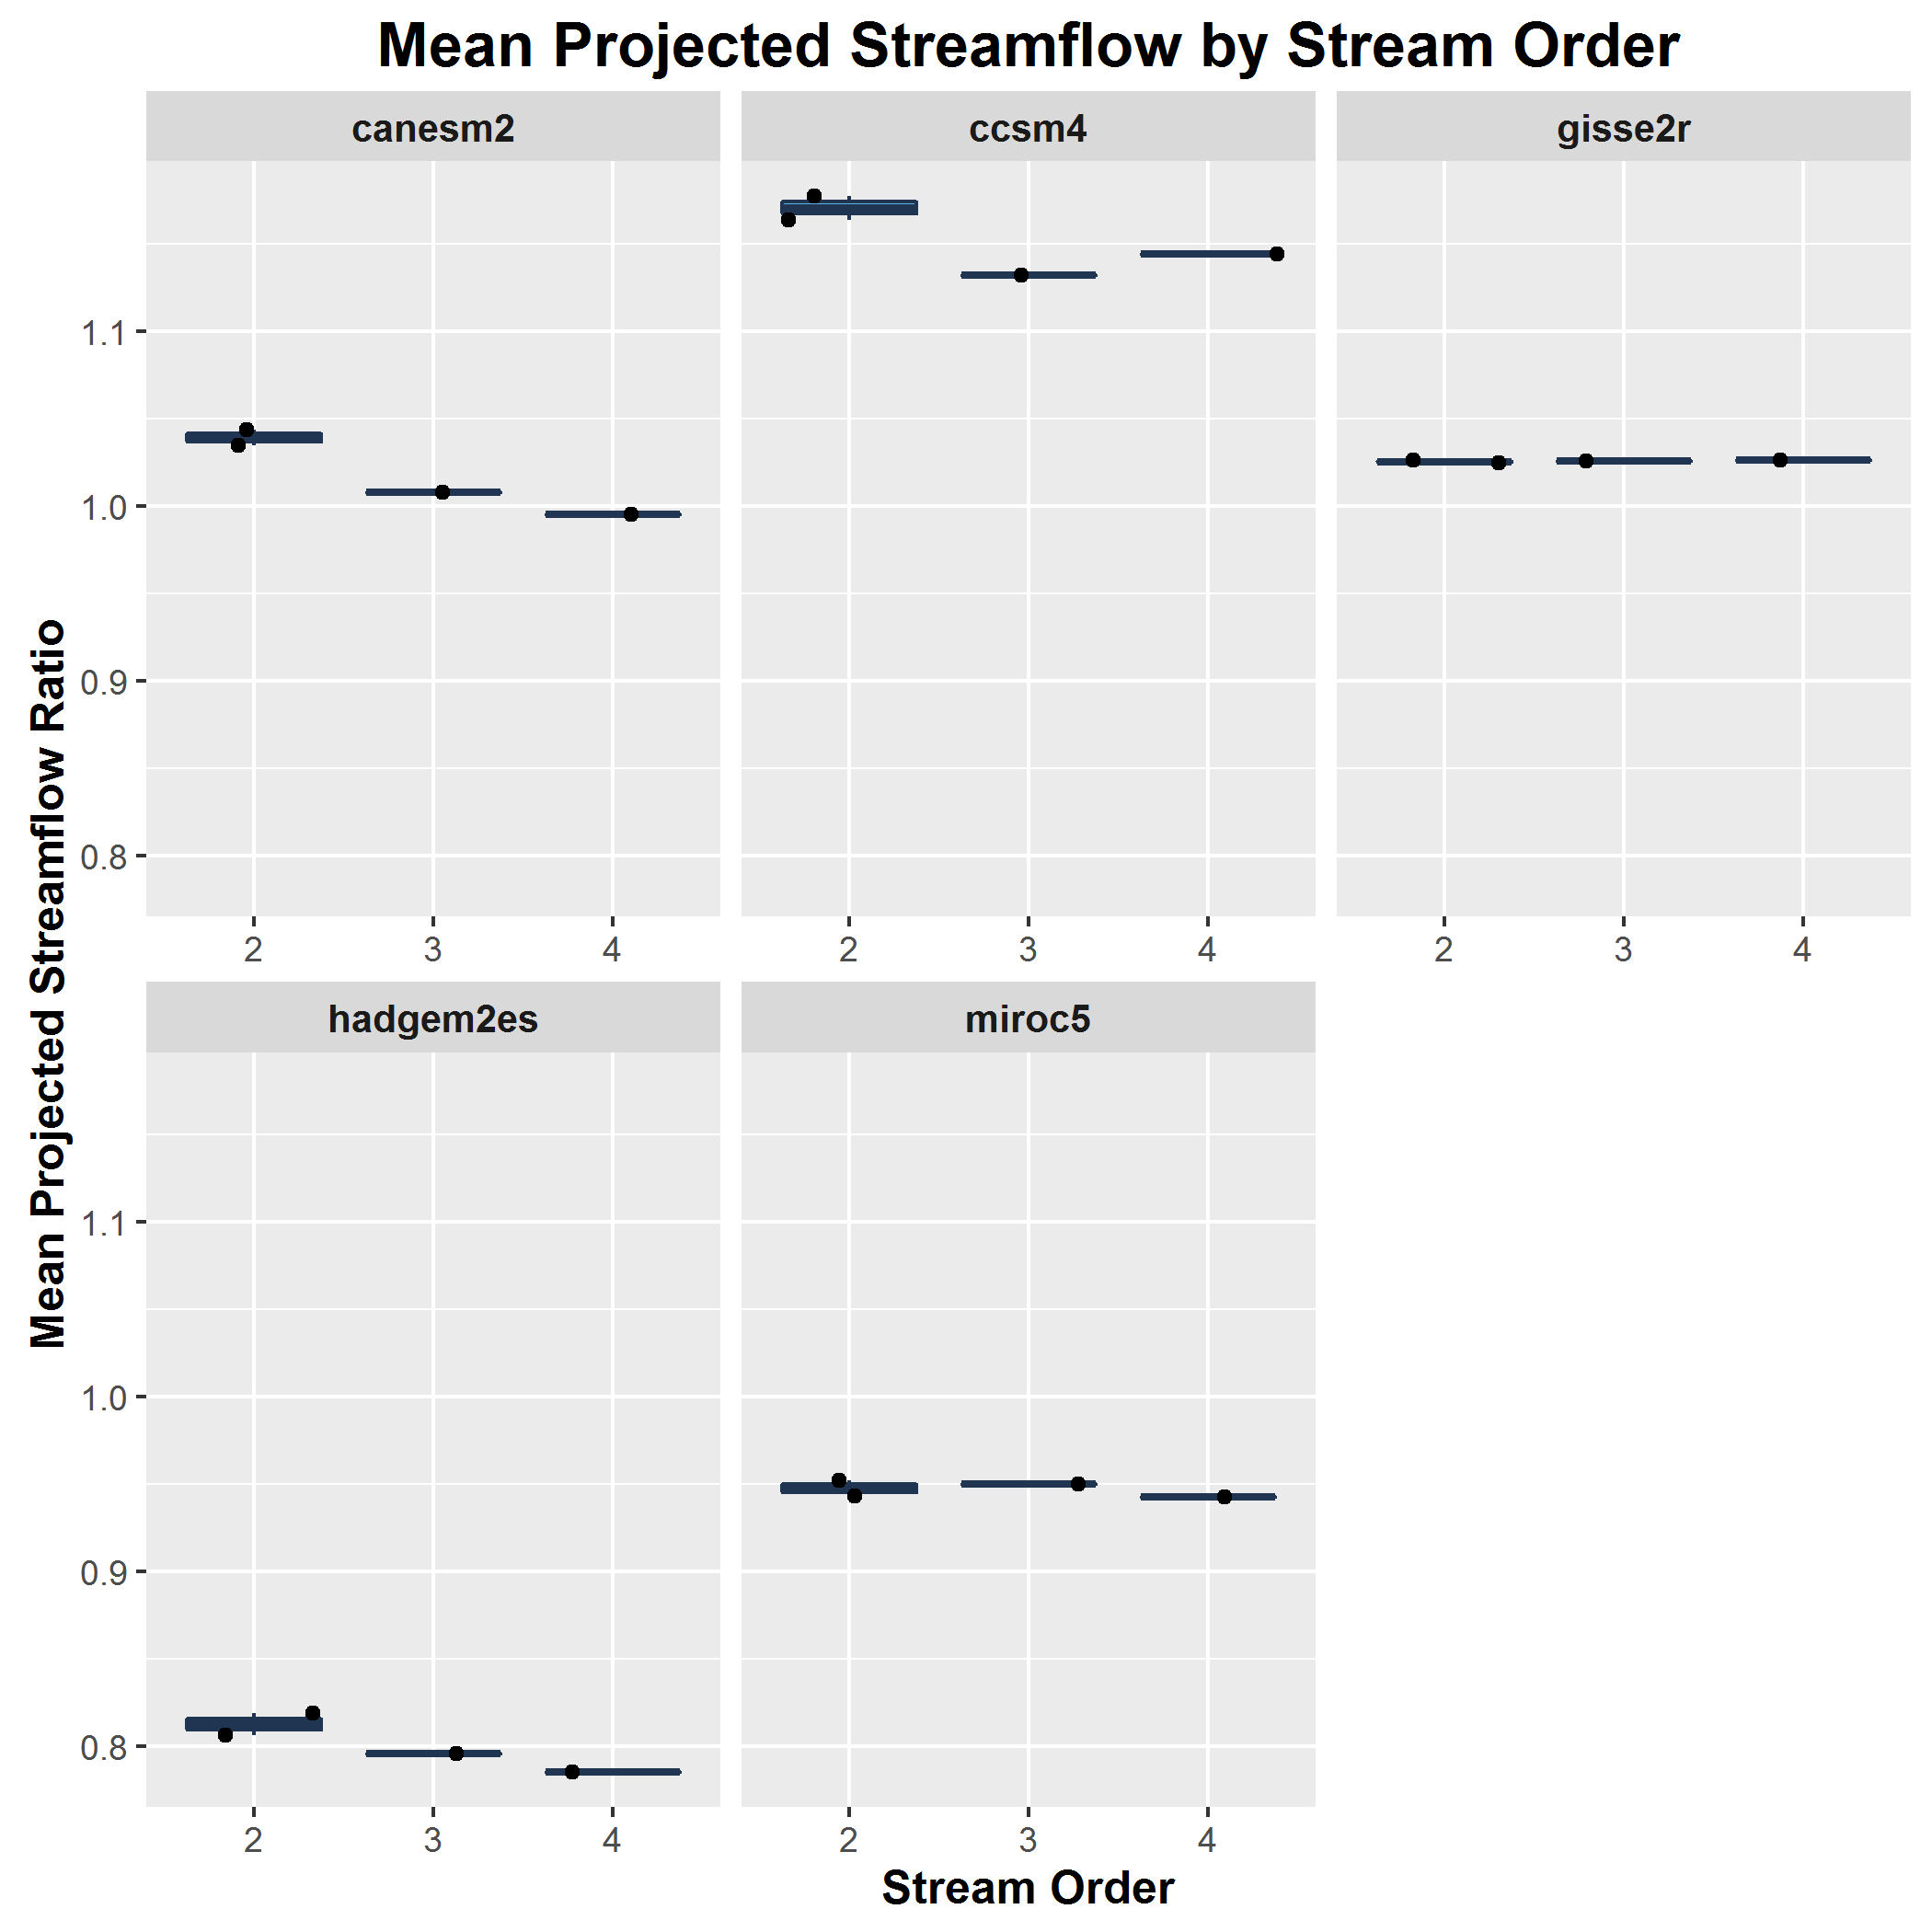 Mean Projected Streamflow by Stream Order
canesm2 ccsm4 gisse2r
1.1
1.0
0.9
0.8
2 3 4 2 3 4 2 3 4
Mean Projected Streamflow Ratio
hadgem2es miroc5
1.1
1.0
0.9
0.8
2 3 4 2 3 4
Stream Order